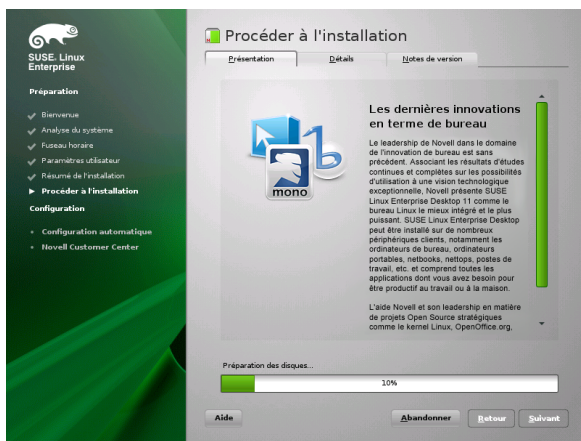 SUSE. Linux
Enterprise
Préparation
Bienvenue
Analyse du système
Fuseau horaire
Paramètres utilisateur
Résumé de l'installation
Procéder à l'installation
Configuration
Configuration automatique
Novell Customer Center
Procéder à l'installation
Présentation
Détails
Notes de version
mono
Les dernières innovations
en terme de bureau
Le leadership de Novell dans le domaine
de l'innovation de bureau est sans
précédent. Associant les résultats d'études
continues et complètes sur les possibilités
d'utilisation à une vision technologique
exceptionnelle, Novell présente SUSE
Linux Enterprise Desktop 11 comme le
bureau Linux le mieux intégré et le plus
puissant. SUSE Linux Enterprise Desktop
peut être installé sur de nombreux
périphériques clients, notamment les
ordinateurs de bureau, ordinateurs
portables, netbooks, nettops, postes de
travail, etc. et comprend toutes les
applications dont vous avez besoin pour
être productif au travail ou à la maison.
L'aide Novell et son leadership en matière
de projets Open Source stratégiques
comme le kernel Linux, OpenOffice.org,
Préparation des disques...
10%
Aide
Abandonner
Retour
Suivant